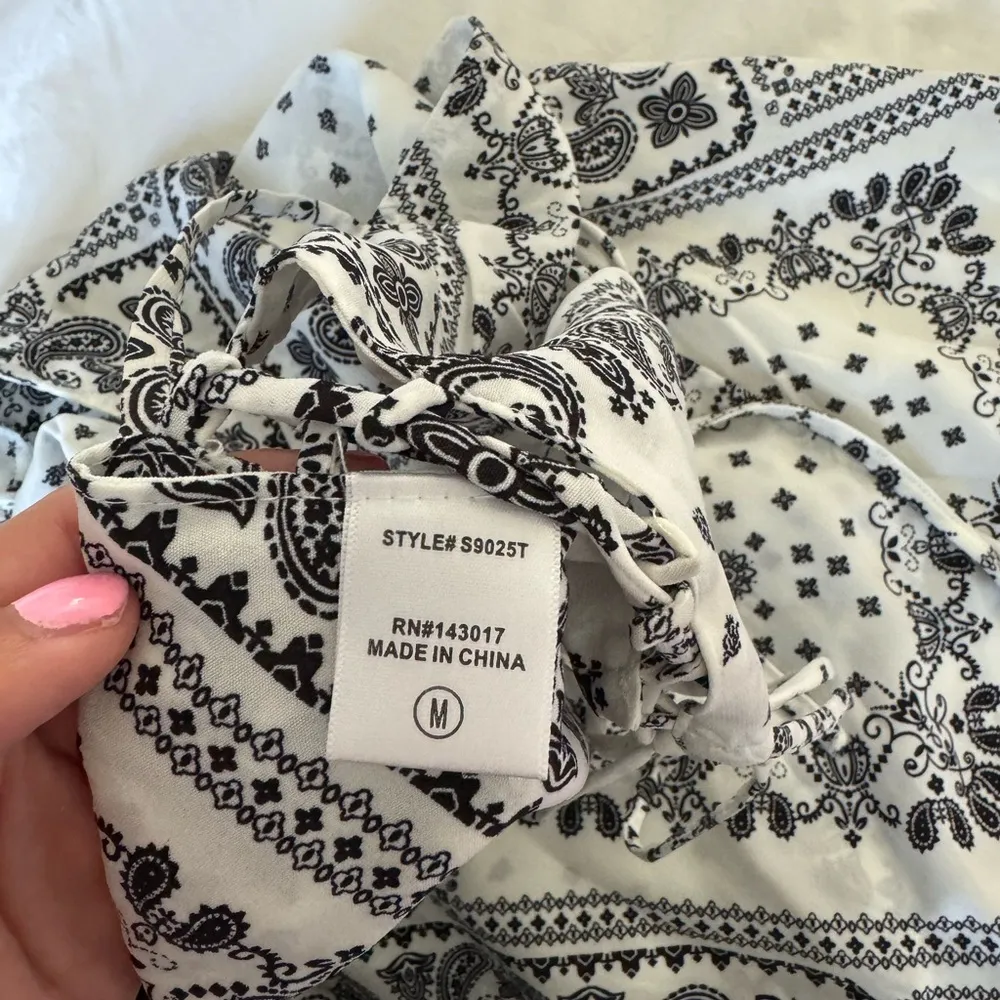 STYLE# S9025T
RN#143017
MADE IN CHINA
M